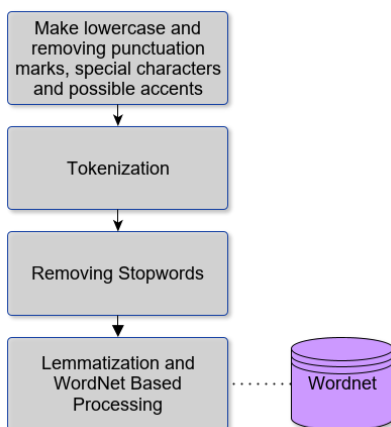 Make lowercase and
removing punctuation
marks, special characters
and possible accents
Tokenization
Removing Stopwords
Lemmatization and
WordNet Based
Processing
Wordnet